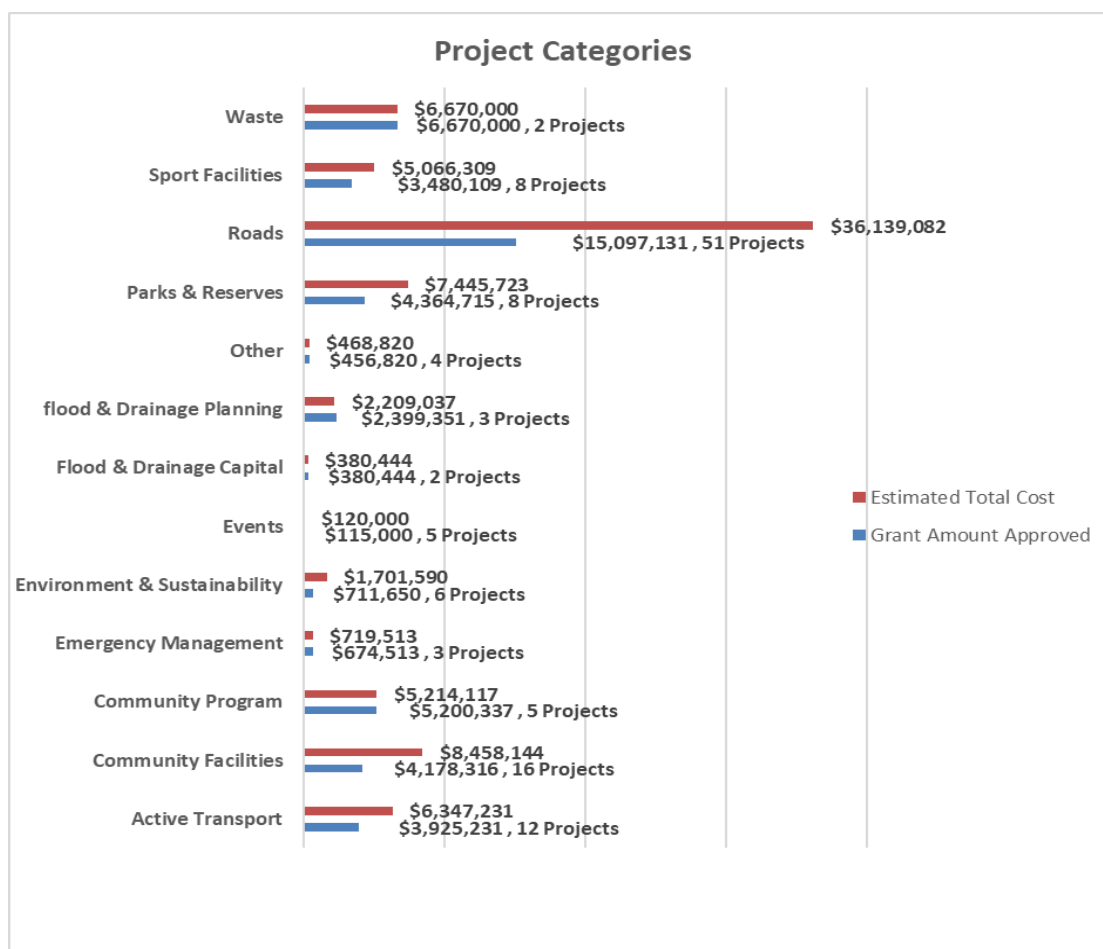 Project Categories
Waste
$6,670,000
$6,670,000 , 2 Projects
Sport Facilities
$5,066,309
$3,480,109 , 8 Projects
Roads
$36,139,082
$15,097,131 , 51 Projects
Parks & Reserves
$7,445,723
$4,364,715 , 8 Projects
Other
$468,820
$456,820 , 4 Projects
flood & Drainage Planning
$2,209,037
$2,399,351 , 3 Projects
Flood & Drainage Capital
$380,444
$380,444 , 2 Projects
Events
$120,000
$115,000 , 5 Projects
Environment & Sustainability
$1,701,590
$711,650 , 6 Projects
Emergency Management
$719,513
$674,513 , 3 Projects
Community Program
$5,214,117
$5,200,337 , 5 Projects
Community Facilities
$8,458,144
$4,178,316 , 16 Projects
Active Transport
$6,347,231
$3,925,231 , 12 Projects
Estimated Total Cost
Grant Amount Approved